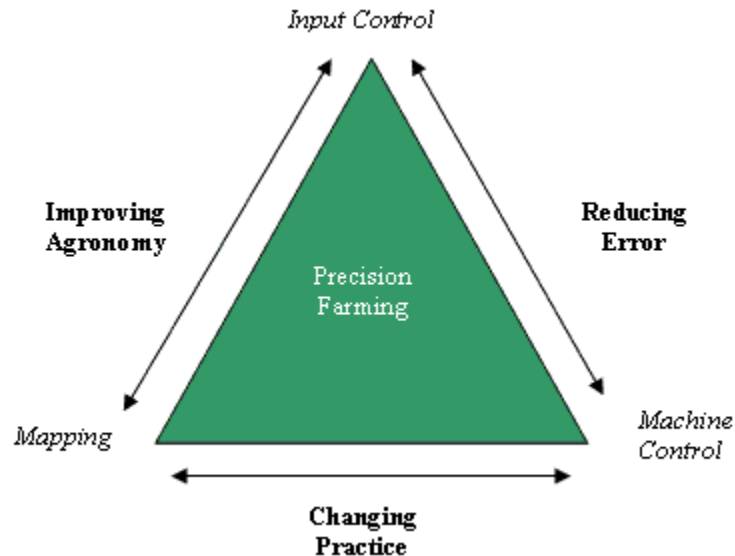 Input Control
Improving
Agronomy
Reducing
Error
Precision
Farming
Mapping
Machine
Control
Changing
Practice